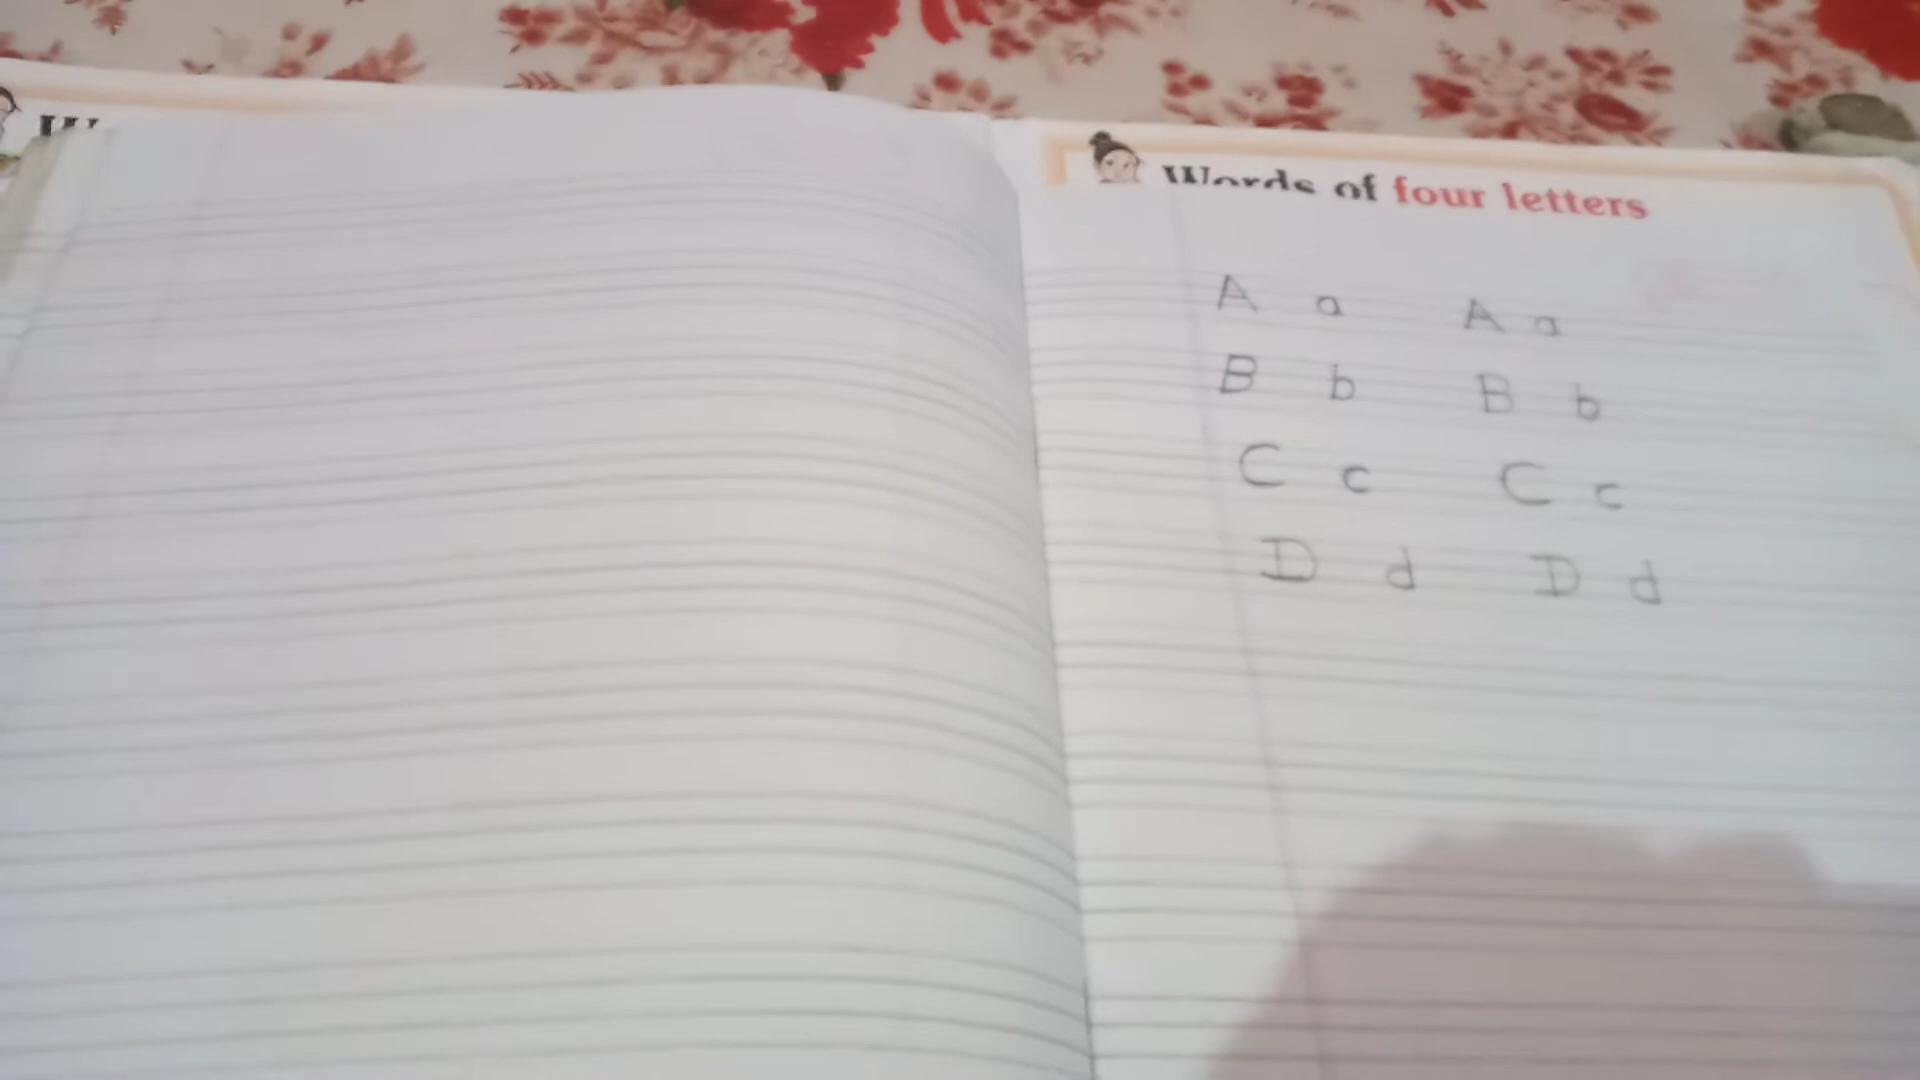 Words of four letters
A a A a
B b B b
C c C c
D d D d